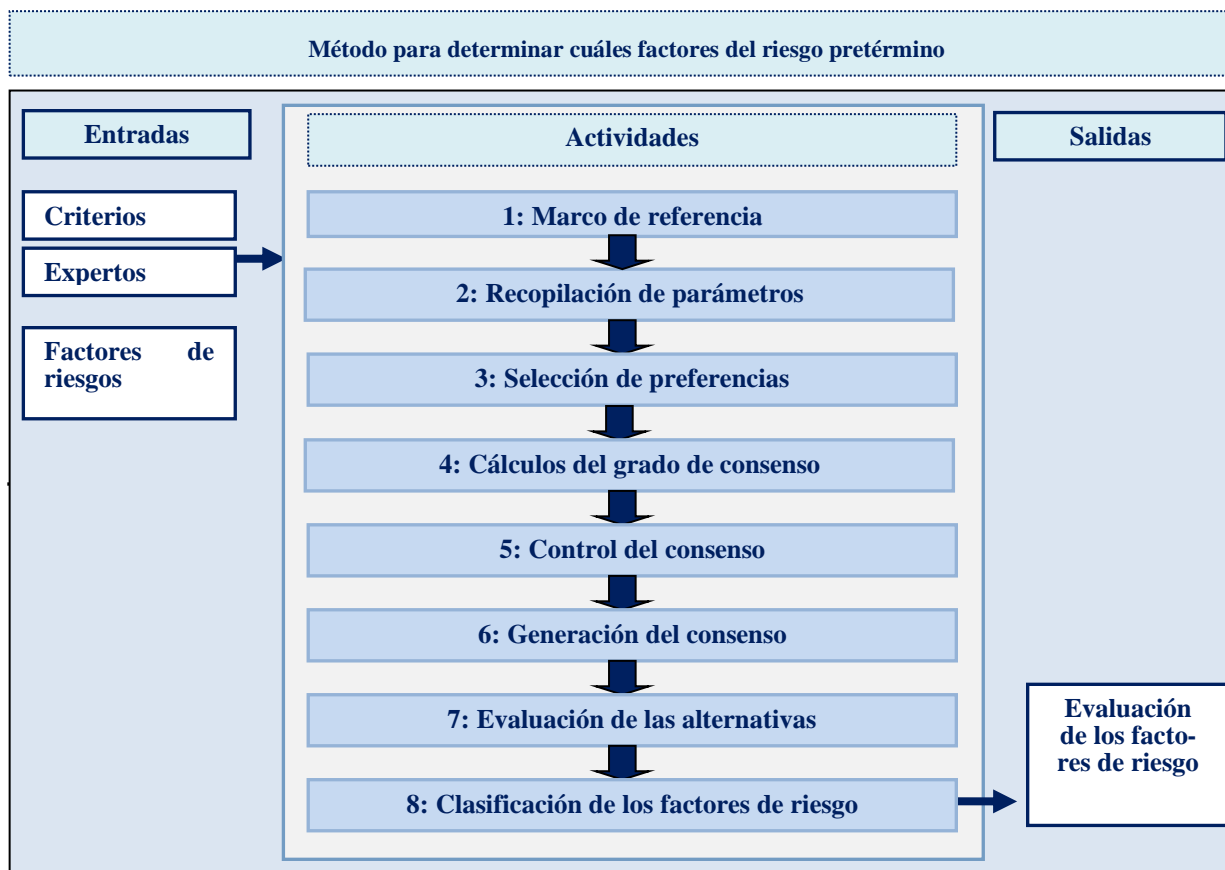 Método para determinar cuáles factores del riesgo pretérmino
Entradas
Criterios
Expertos
Factores de
riesgos
Actividades
1: Marco de referencia
2: Recopilación de parámetros
3: Selección de preferencias
4: Cálculos del grado de consenso
5: Control del consenso
6: Generación del consenso
7: Evaluación de las alternativas
8: Clasificación de los factores de riesgo
Salidas
Evaluación
de los facto-
res de riesgo